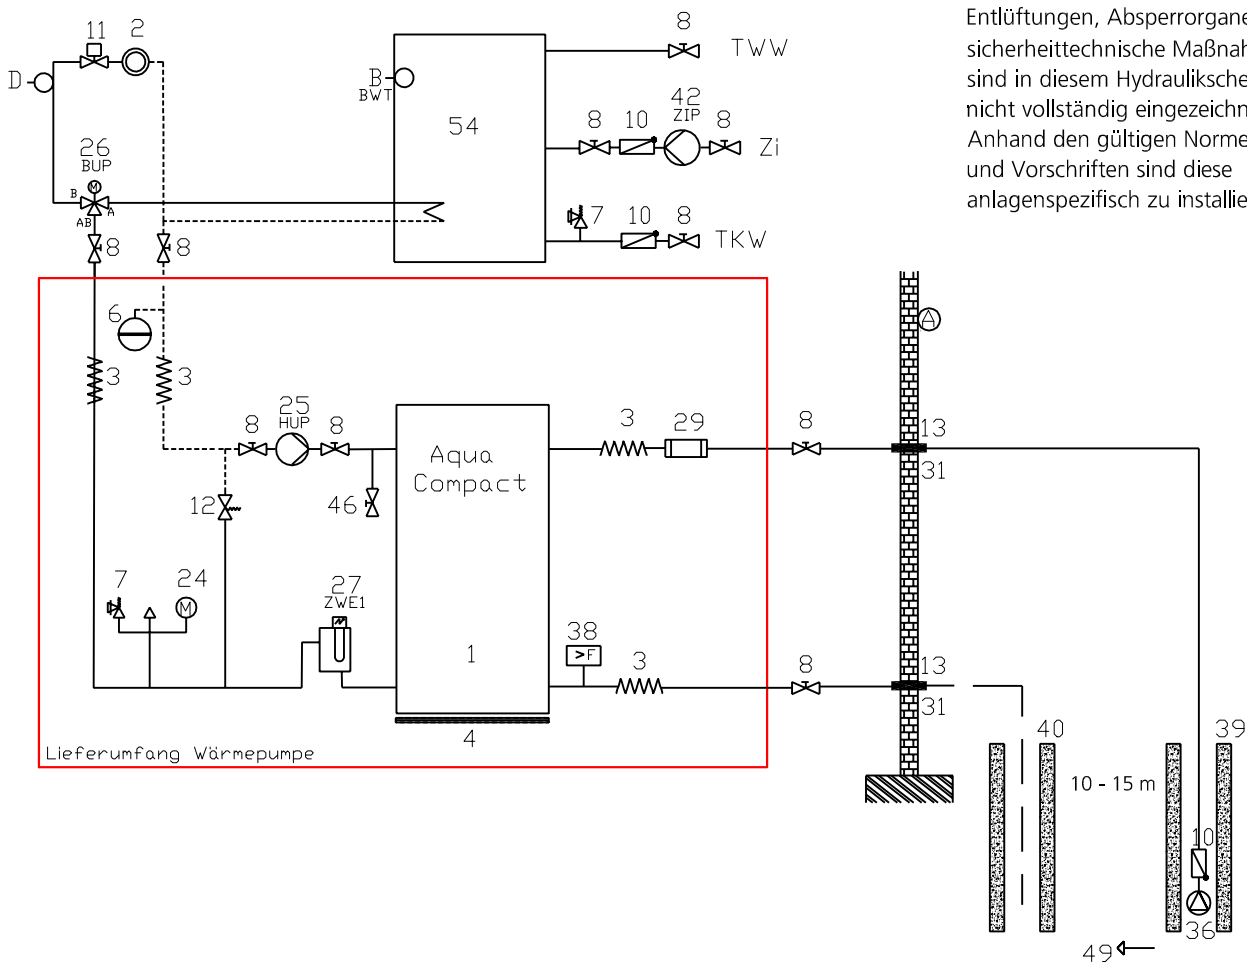 Entlüftungen, Absperrorgane
sicherheittechnische Maßnah
sind in diesem Hydrauliksche
nicht vollständig eingezeichn
Anhand den gültigen Norme
und Vorschriften sind diese
anlagenspezifisch zu installie
11
2
D
B
BWT
54
8
TWW
42
ZIP
8
10
8
Zi
26
BUP
M
B
A
AB
8
8
7
10
8
TKW
6
A
3
3
25
HUP
8
8
3
29
8
13
31
Aqua
Compact
12
46
7
24
M
27
ZWE1
1
38
>F
3
8
13
31
4
Lieferumfang Wärmepumpe
40
39
10 - 15 m
10
36
49